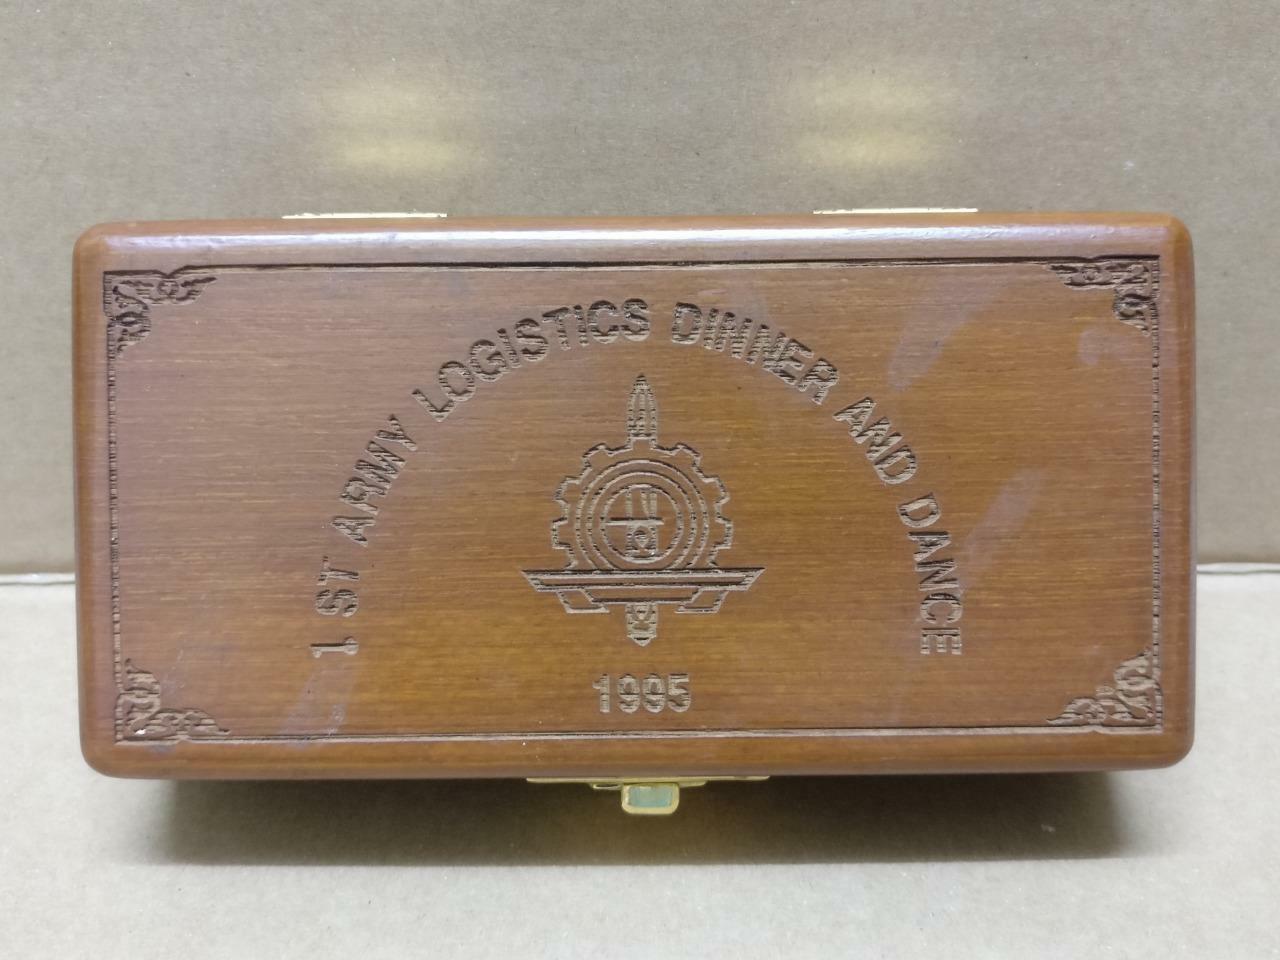 1 ST ARMY LOGISTICS DINNER AND DANCE
1995